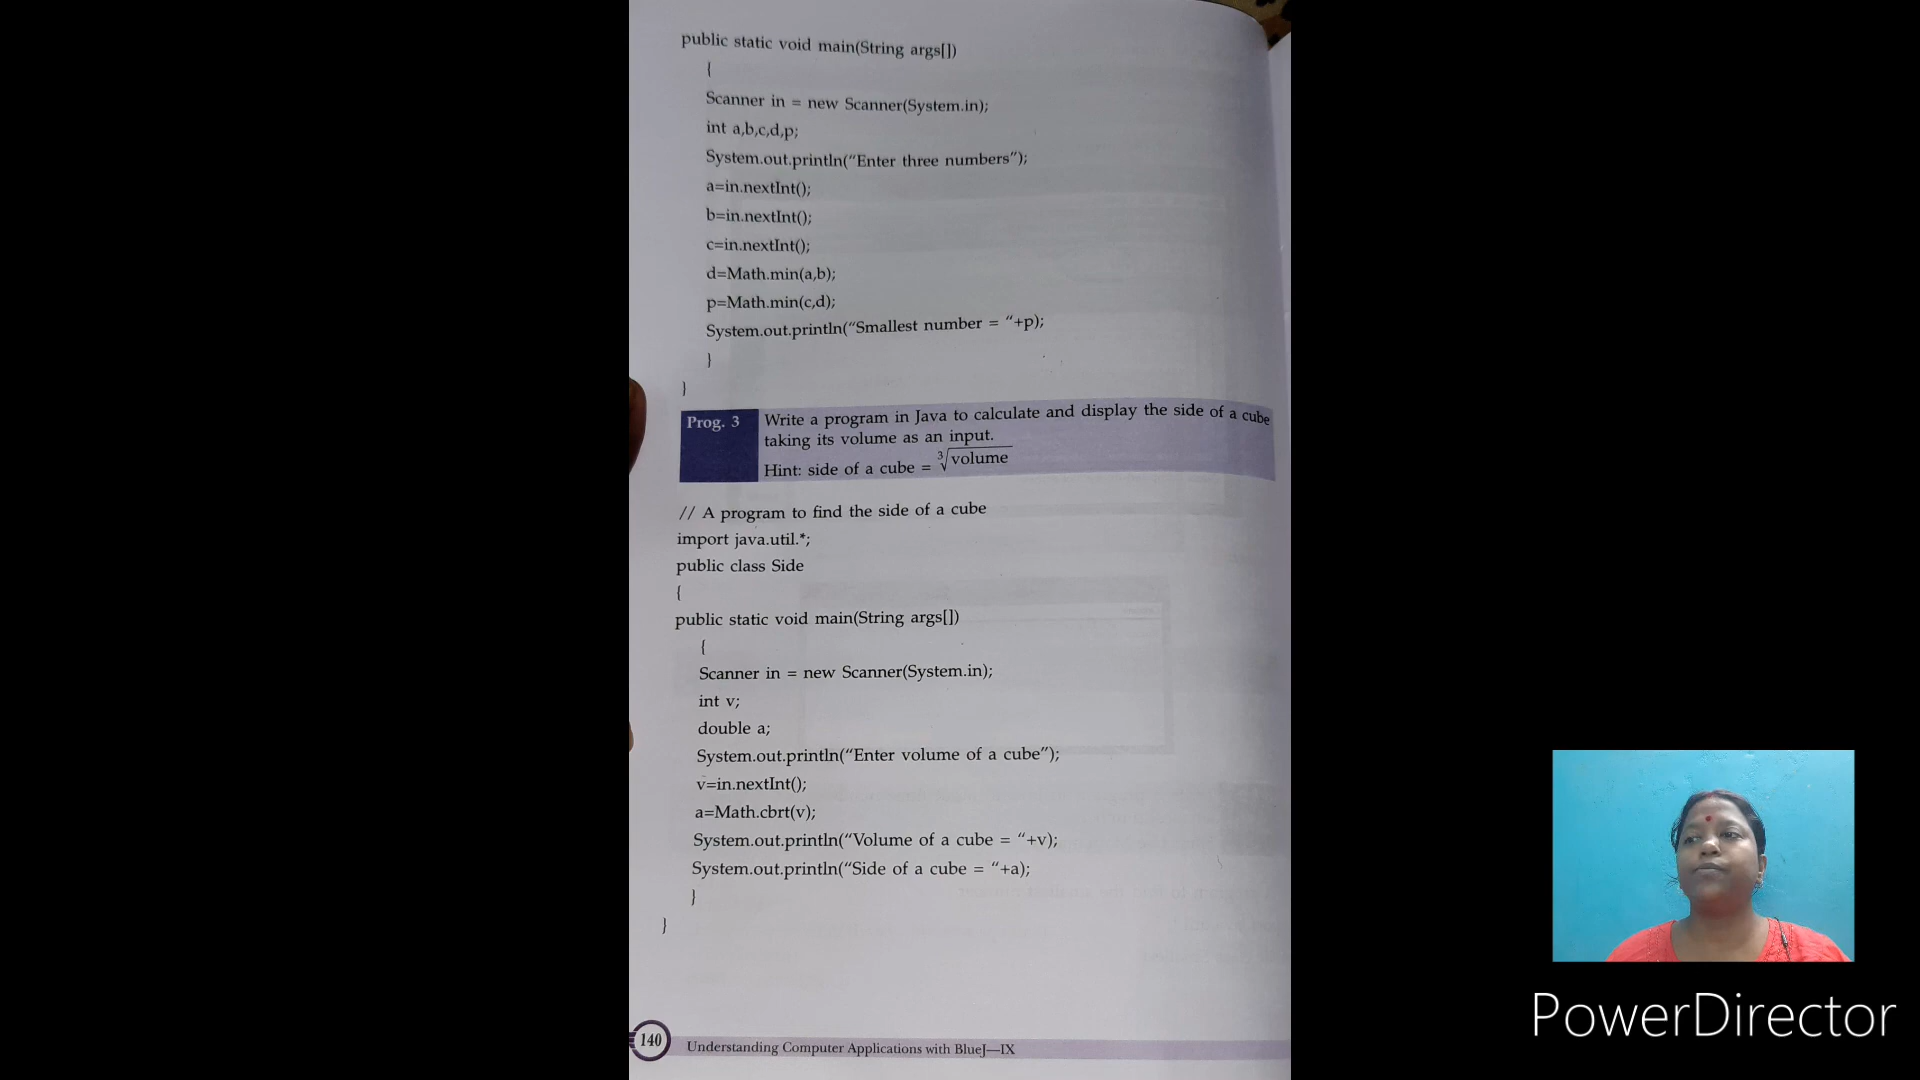 public static void main(String args[])
{
Scanner in = new Scanner(System.in);
int a,b,c,d,p;
System.out.println(“Enter three numbers”);
a=in.nextInt();
b=in.nextInt();
c=in.nextInt();
d=Math.min(a,b);
p=Math.min(c,d);
System.out.println(“Smallest number = “+p);
}
}
Prog. 3 Write a program in Java to calculate and display the side of a cube
taking its volume as an input.
Hint: side of a cube = ∛volume
// A program to find the side of a cube
import java.util.*;
public class Side
{
public static void main(String args[])
{
Scanner in = new Scanner(System.in);
int v;
double a;
System.out.println(“Enter volume of a cube”);
v=in.nextInt();
a=Math.cbrt(v);
System.out.println(“Volume of a cube = “+v);
System.out.println(“Side of a cube = “+a);
}
}
140 Understanding Computer Applications with BlueJ—IX
PowerDirector